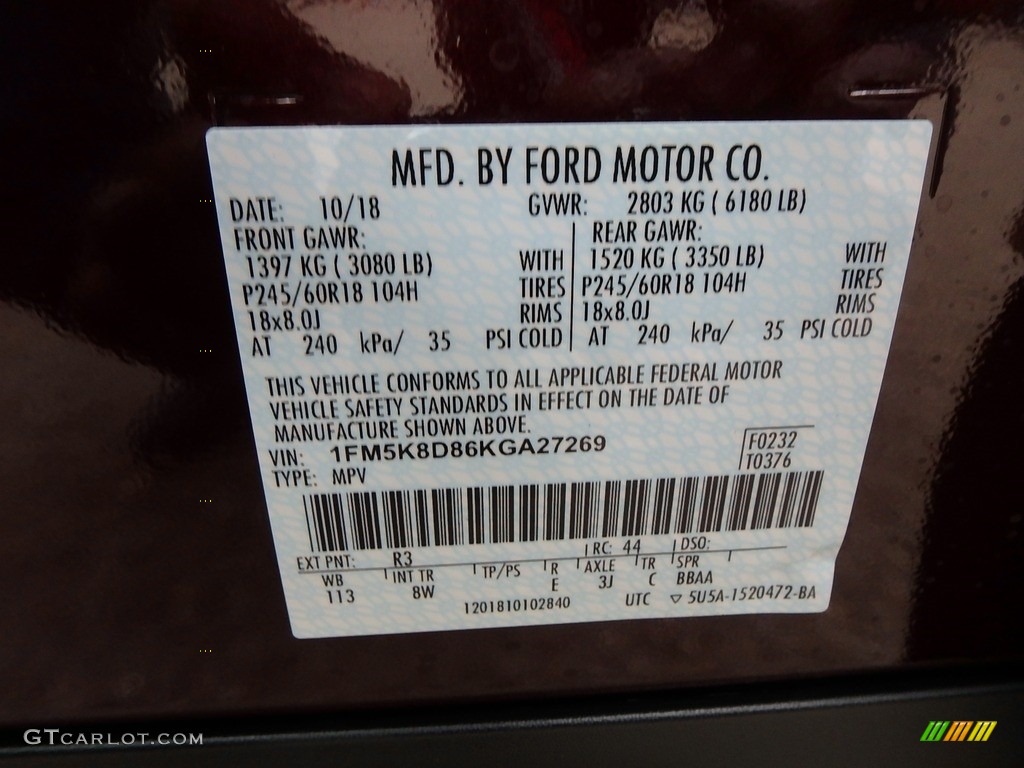 MFD. BY FORD MOTOR CO.
DATE: 10/18 GVWR: 2803 KG ( 6180 LB)
FRONT GAWR: REAR GAWR:
1397 KG ( 3080 LB) WITH 1520 KG ( 3350 LB) WITH
P245/60R18 104H TIRES P245/60R18 104H TIRES
18x8.0J RIMS 18x8.0J RIMS
AT 240 kPa/ 35 PSI COLD AT 240 kPa/ 35 PSI COLD
THIS VEHICLE CONFORMS TO ALL APPLICABLE FEDERAL MOTOR
VEHICLE SAFETY STANDARDS IN EFFECT ON THE DATE OF
MANUFACTURE SHOWN ABOVE.
VIN: 1FM5K8D86KGA27269 F0232
TYPE: MPV T0376
EXT PNT: R3 RC: 44 DSO:
WB INT TR TP/PS R AXLE TR SPR
113 8W E 3J C BBAA
1201810102840 UTC ▽ 5U5A-1520472-BA
GTCARLOT.COM